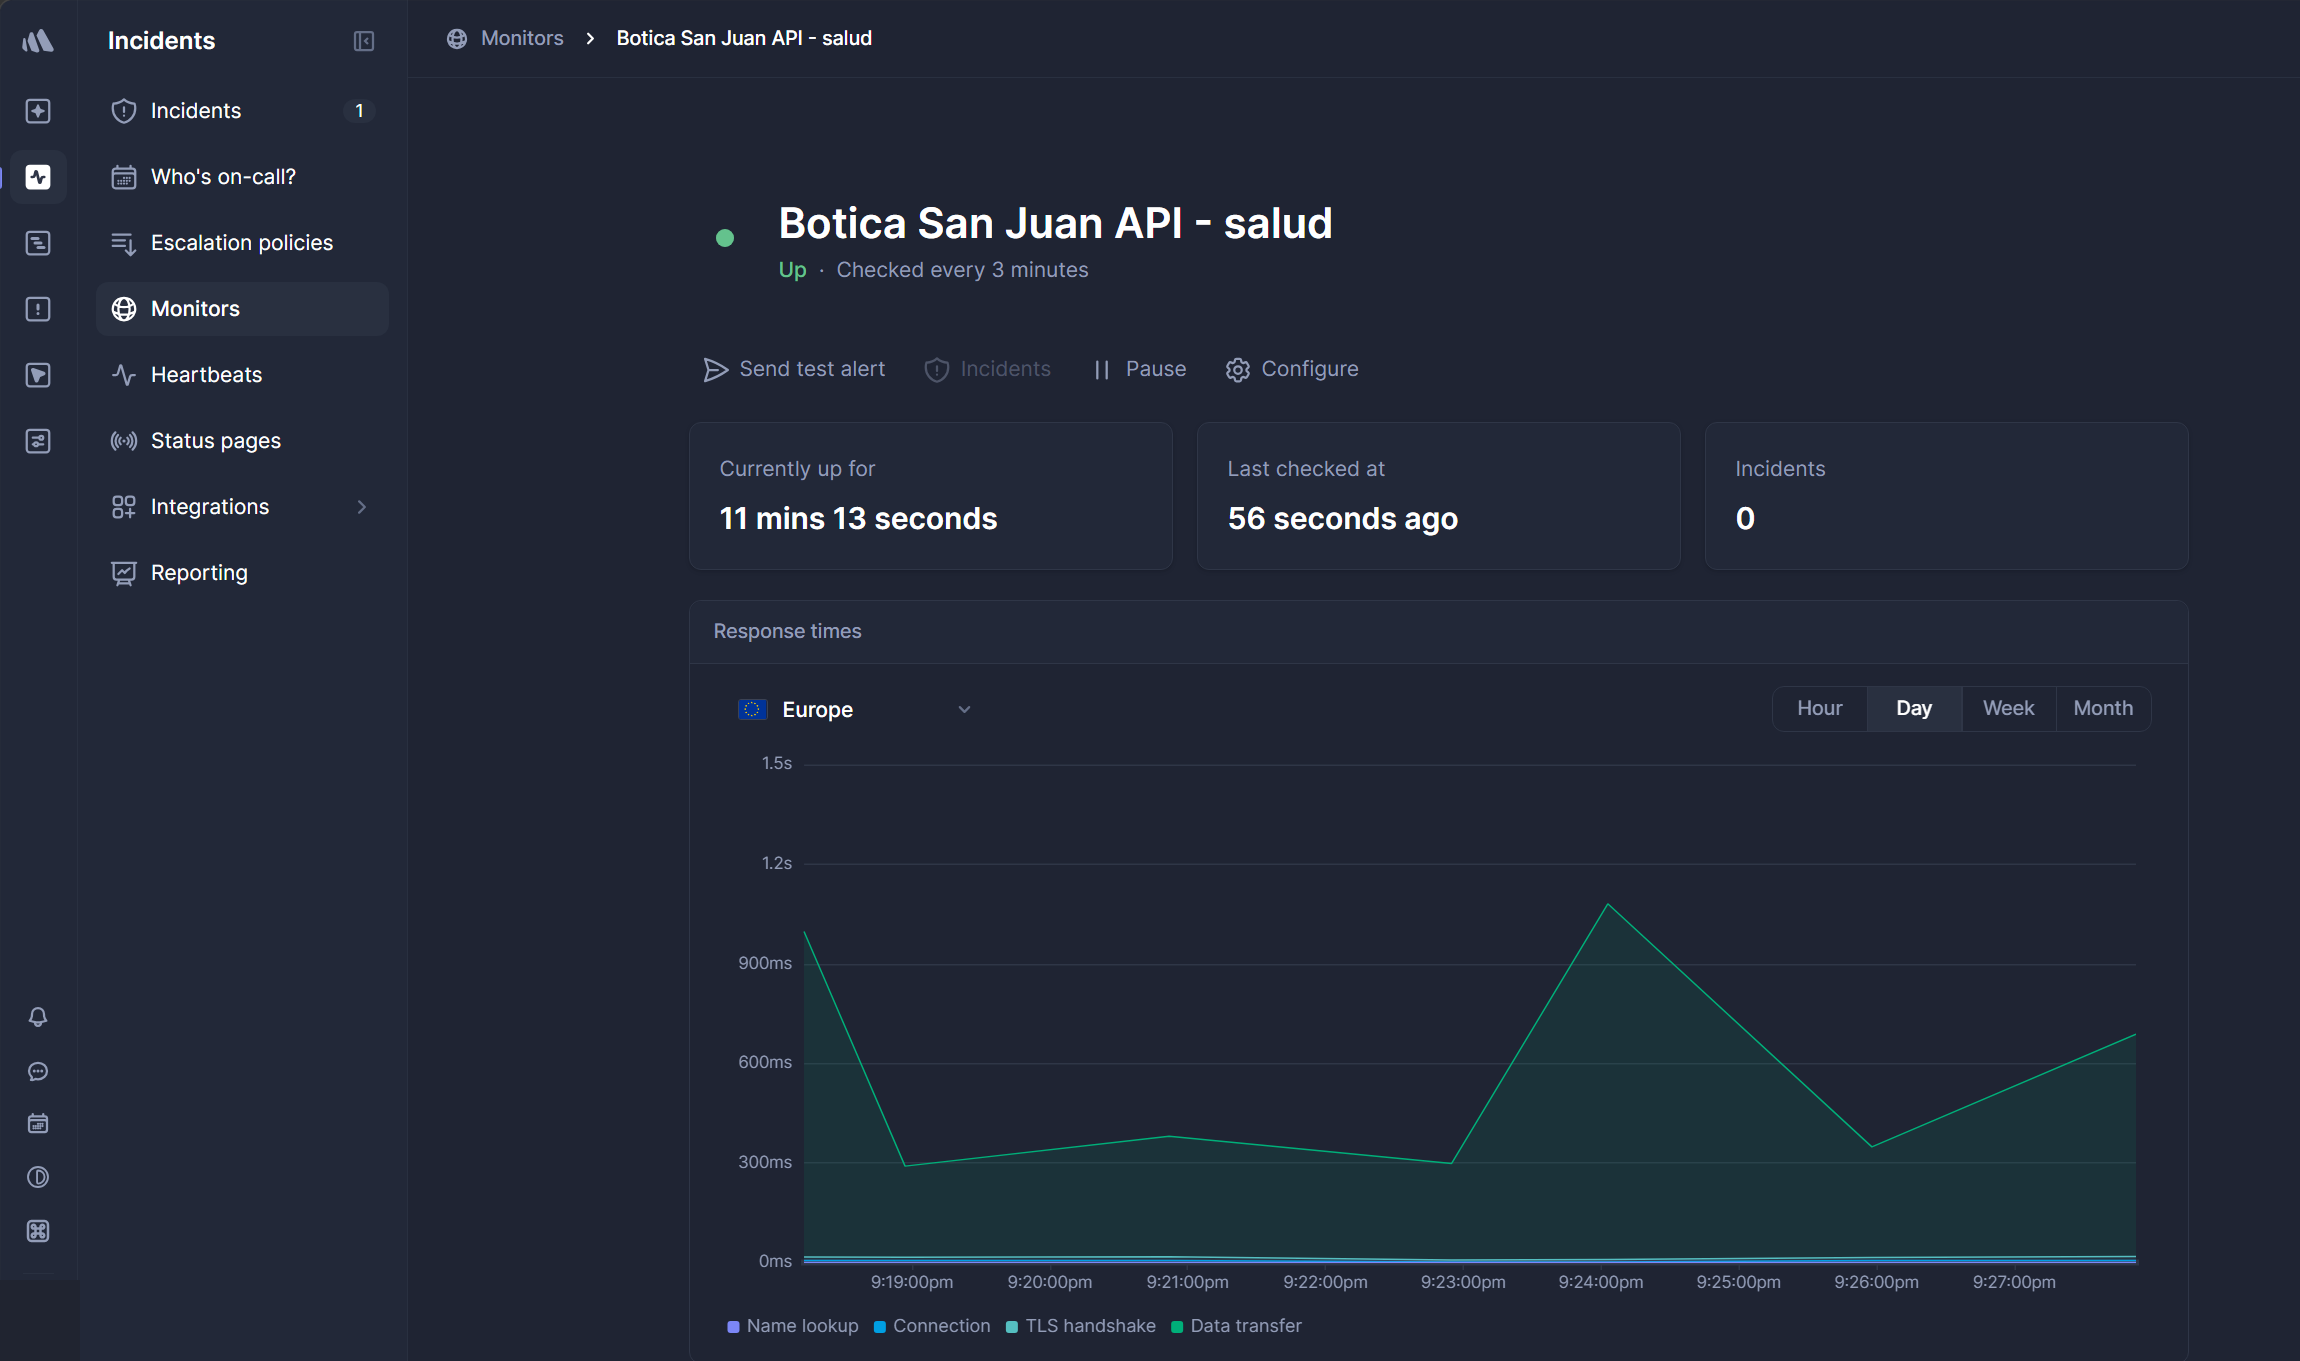 Incidents
Incidents 1
Who's on-call?
Escalation policies
Monitors
Heartbeats
Status pages
Integrations
Reporting
Monitors › Botica San Juan API - salud
Botica San Juan API - salud
Up · Checked every 3 minutes
Send test alert Incidents Pause Configure
Currently up for
11 mins 13 seconds
Last checked at
56 seconds ago
Incidents
0
Response times
Europe
Hour Day Week Month
1.5s
1.2s
900ms
600ms
300ms
0ms
9:19:00pm 9:20:00pm 9:21:00pm 9:22:00pm 9:23:00pm 9:24:00pm 9:25:00pm 9:26:00pm 9:27:00pm
Name lookup Connection TLS handshake Data transfer